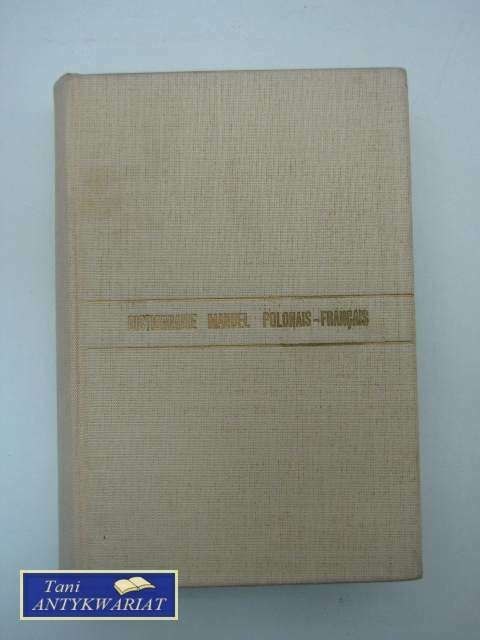 DICTIONNAIRE MANUEL POLONAIS-FRANÇAIS
Tani
ANTYKWARIAT